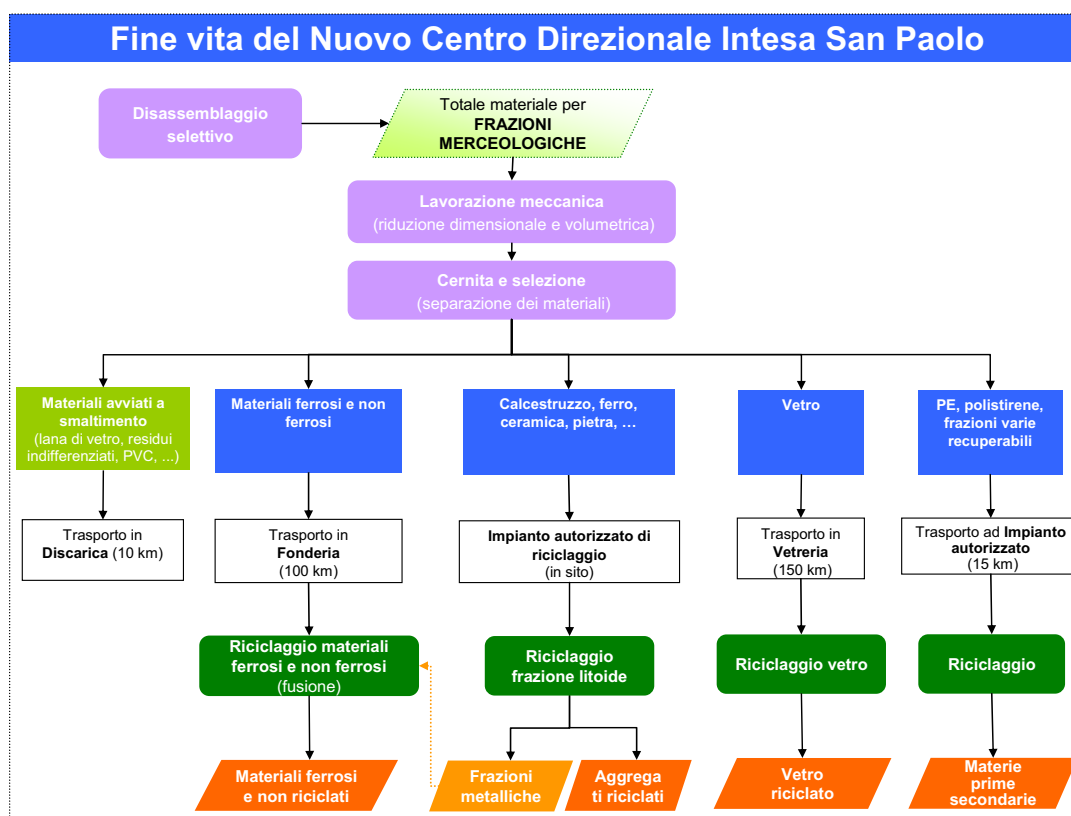 Fine vita del Nuovo Centro Direzionale Intesa San Paolo
Disassemblaggio
selettivo
Totale materiale per
FRAZIONI
MERCEOLOGICHE
Lavorazione meccanica
(riduzione dimensionale e volumetrica)
Cernita e selezione
(separazione dei materiali)
Materiali avviati a
smaltimento
(lana di vetro, residui
indifferenziati, PVC, ...)
Materiali ferrosi e non
ferrosi
Calcestruzzo, ferro,
ceramica, pietra, …
Vetro
PE, polistirene,
frazioni varie
recuperabili
Trasporto in
Discarica (10 km)
Trasporto in
Fonderia
(100 km)
Impianto autorizzato di
riciclaggio
(in sito)
Trasporto in
Vetreria
(150 km)
Trasporto ad Impianto
autorizzato
(15 km)
Riciclaggio materiali
ferrosi e non ferrosi
(fusione)
Riciclaggio
frazione litoide
Riciclaggio vetro
Riciclaggio
Materiali ferrosi
e non riciclati
Frazioni
metalliche
Aggrega
ti riciclati
Vetro
riciclato
Materie
prime
secondarie